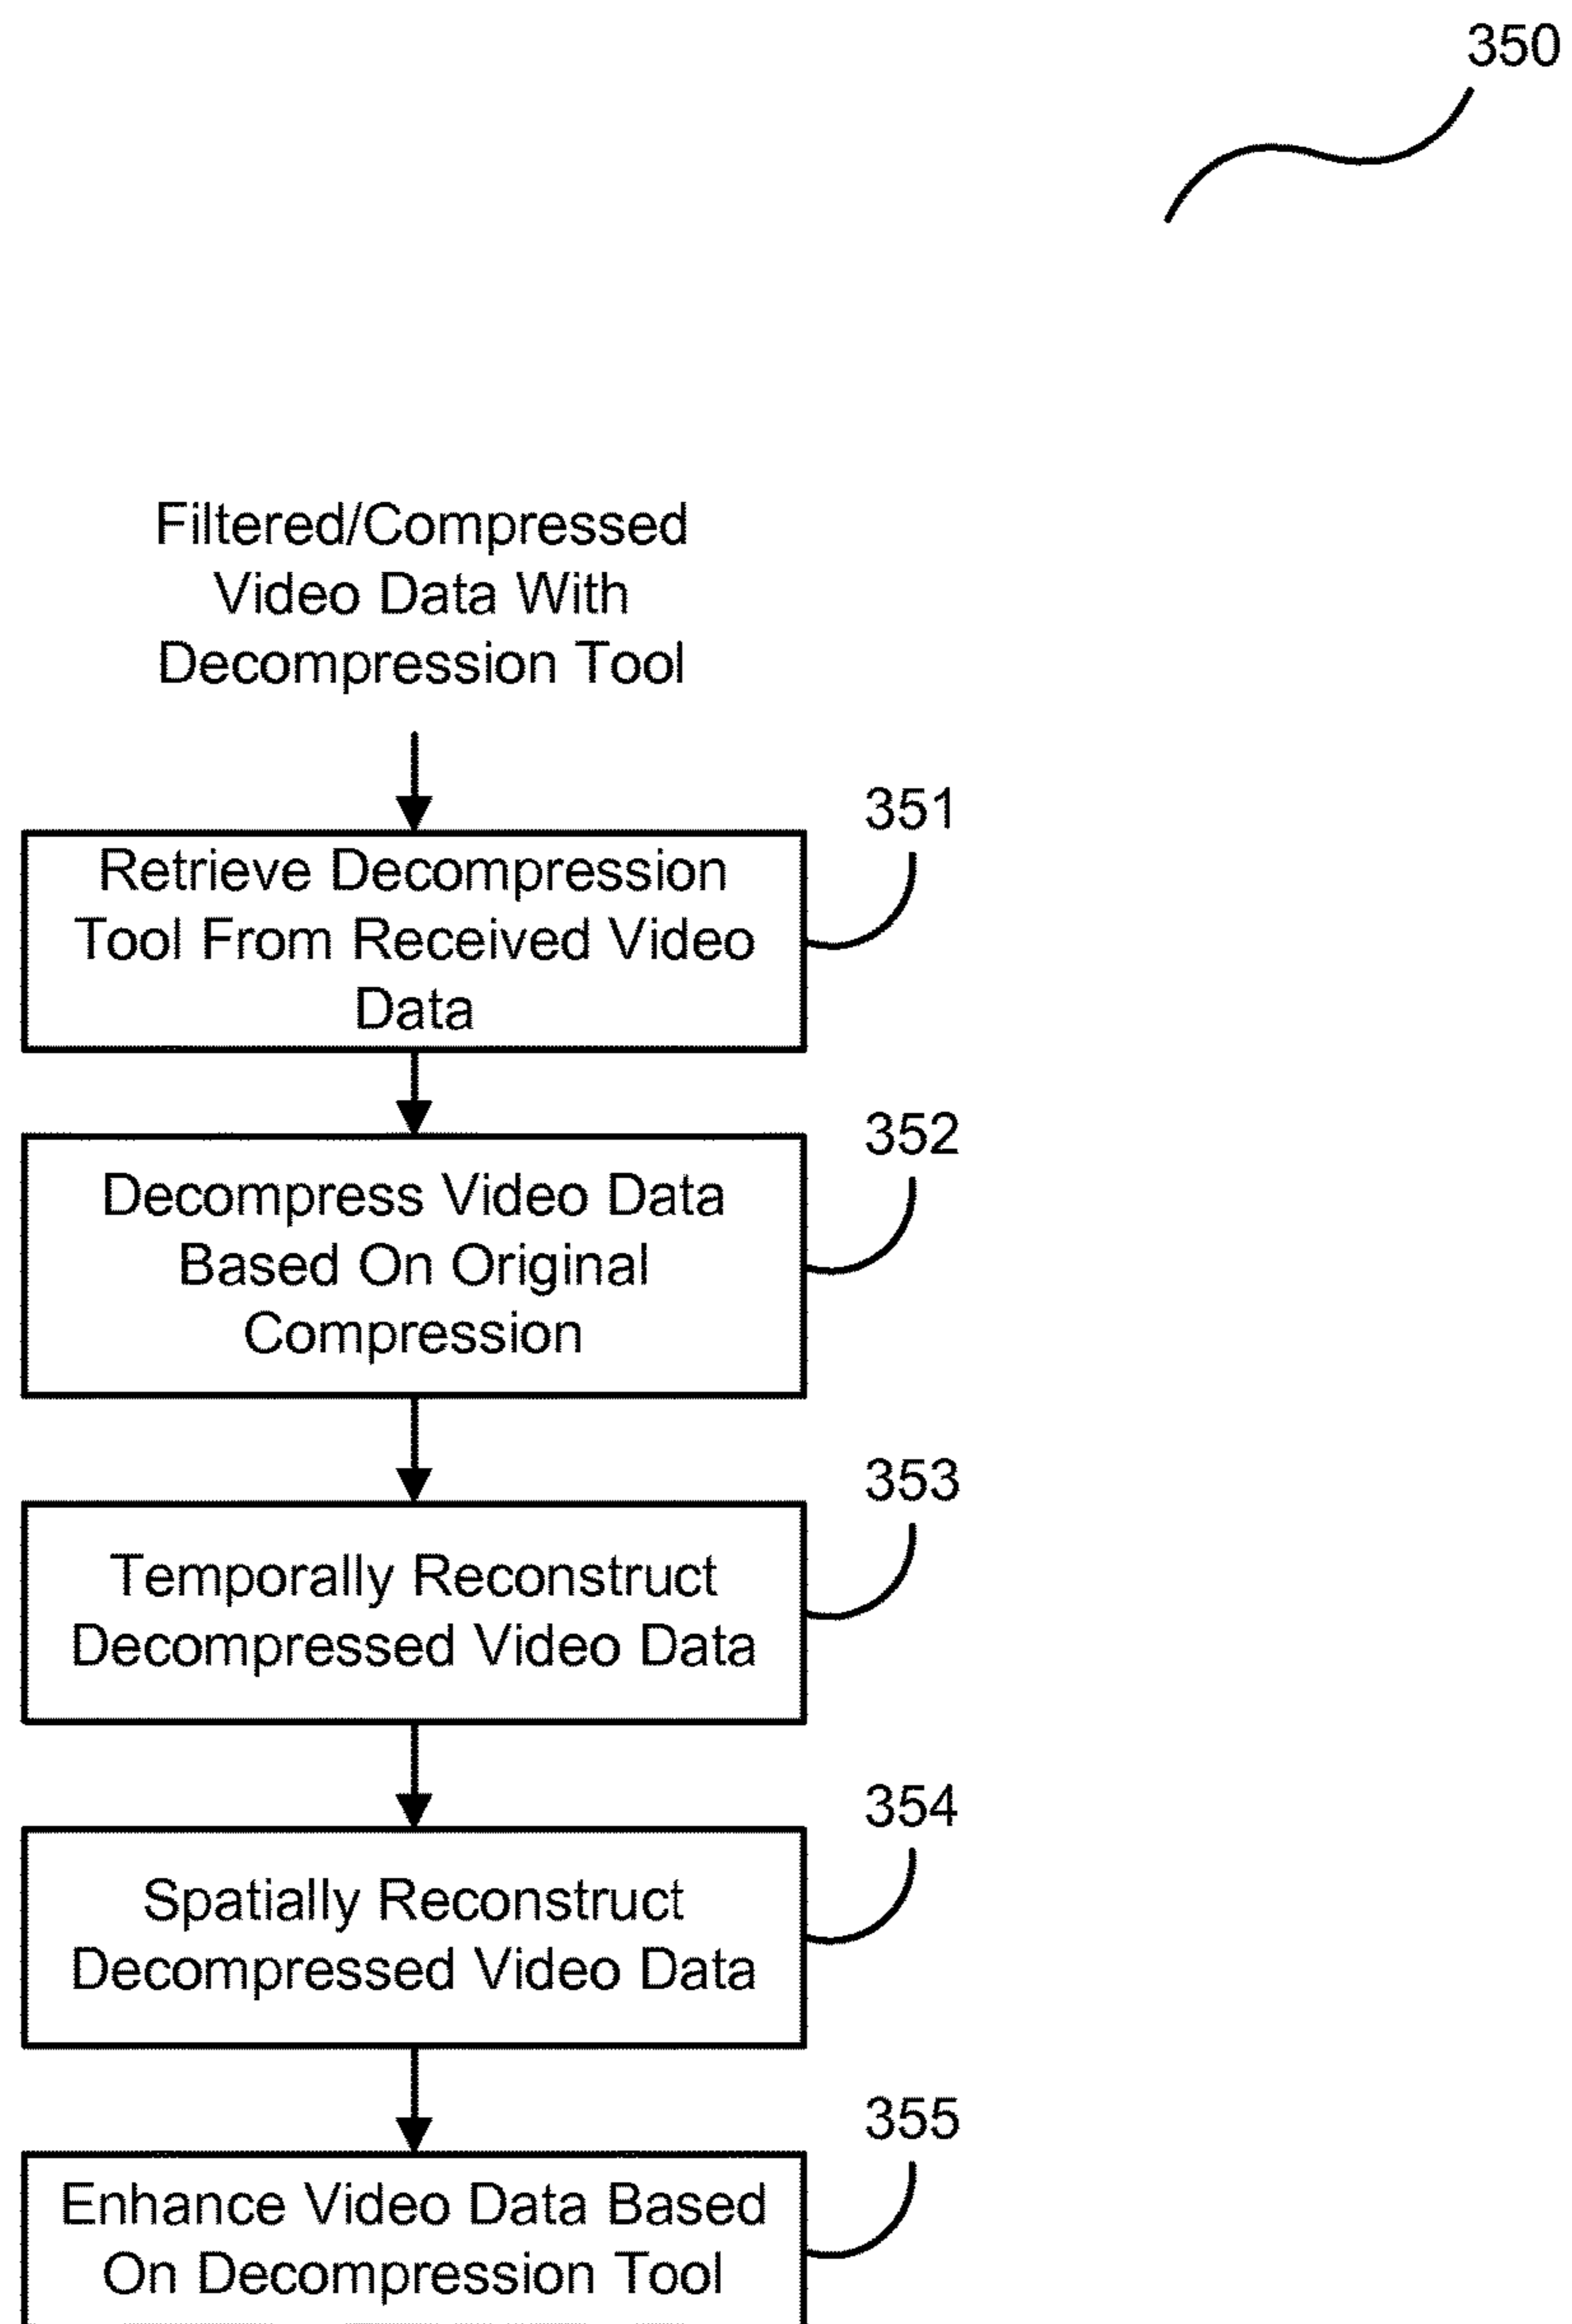 350
Filtered/Compressed
Video Data With
Decompression Tool
351
Retrieve Decompression
Tool From Received Video
Data
352
Decompress Video Data
Based On Original
Compression
353
Temporally Reconstruct
Decompressed Video Data
354
Spatially Reconstruct
Decompressed Video Data
355
Enhance Video Data Based
On Decompression Tool